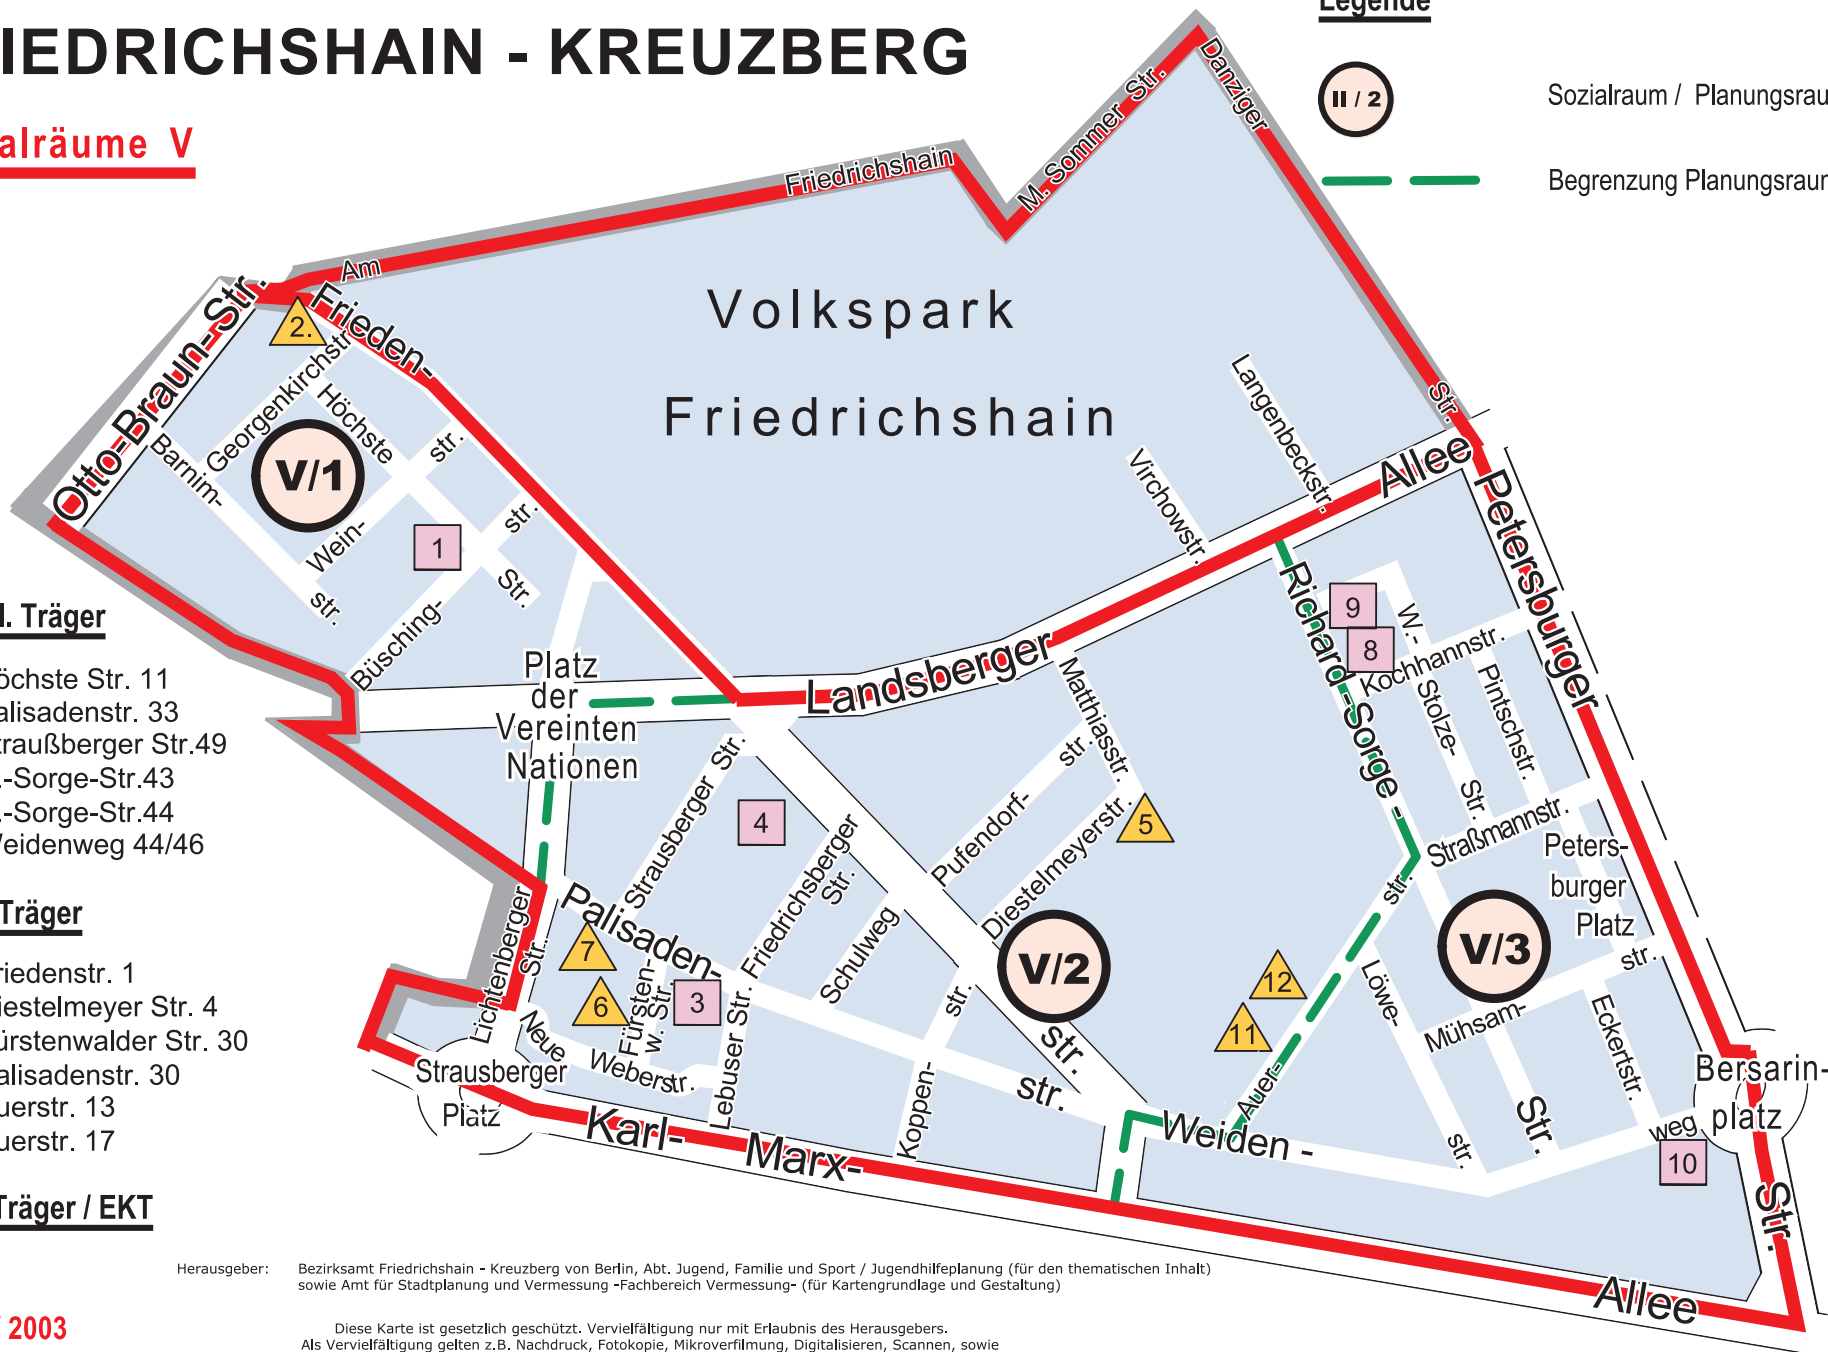 IEDRICHSHAIN - KREUZBERG
alräume V
Legende
II / 2
Sozialraum / Planungsrau
Begrenzung Planungsraum
Danziger
Str.
M. Sommer Str.
Am
Friedrichshain
Volkspark
Friedrichshain
Otto-Braun-Str.
Frieden-
2.
Georgenkirchstr.
Höchste
Str.
Barnim-
str.
Wein-
str.
V/1
1
Büsching-
str.
Langenbeckstr.
Virchowstr.
Landsberger
Allee
Petersburger
Str.
Platz
der
Vereinten
Nationen
Richard-Sorge-
Str.
9
8
W.-
Stolze-
Str.
Kochhannstr.
Pintschstr.
Straßmannstr.
Peters-
burger
Platz
Matthiasstr.
Pufendorf-
str.
Diestelmeyerstr.
5
Strausberger Str.
4
Friedrichsberger
Str.
Schulweg
Palisaden-
str.
7
6
3
Fürsten-
w. Str.
Lichtenberger
Str.
Neue
Weberstr.
Lebuser Str.
Koppen-
str.
str.
V/2
V/3
12
11
Auer-
str.
Löwe-
str.
Mühsam-
str.
Eckertstr.
Weiden -
weg
10
Bersarin-
platz
Strausberger
Platz
Karl-
Marx-
Allee
l. Träger
öchste Str. 11
alisadenstr. 33
traußberger Str.49
.-Sorge-Str.43
.-Sorge-Str.44
Weidenweg 44/46
Träger
riedenstr. 1
iestelmeyer Str. 4
ürstenwalder Str. 30
alisadenstr. 30
uerstr. 13
uerstr. 17
Träger / EKT
Herausgeber: Bezirksamt Friedrichshain - Kreuzberg von Berlin, Abt. Jugend, Familie und Sport / Jugendhilfeplanung (für den thematischen Inhalt)
sowie Amt für Stadtplanung und Vermessung -Fachbereich Vermessung- (für Kartengrundlage und Gestaltung)
/ 2003
Diese Karte ist gesetzlich geschützt. Vervielfältigung nur mit Erlaubnis des Herausgebers.
Als Vervielfältigung gelten z.B. Nachdruck, Fotokopie, Mikroverfilmung, Digitalisieren, Scannen, sowie